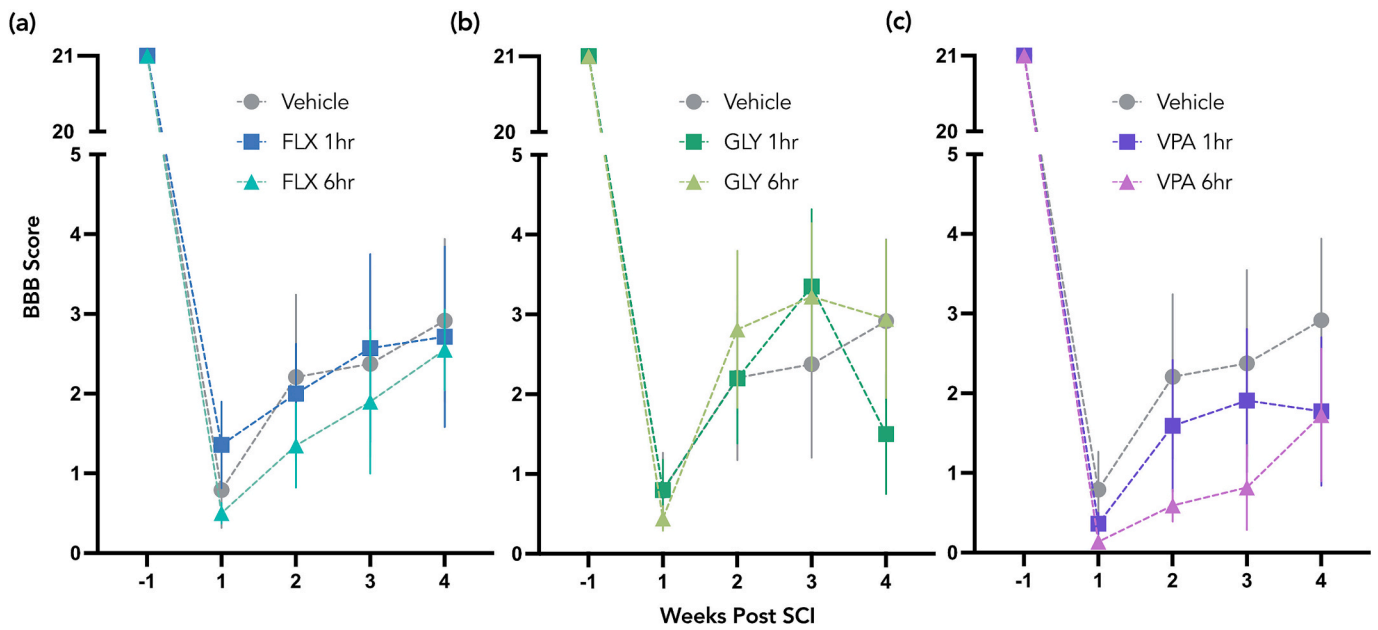 (a)
21
20
5
4
3
2
1
0
-1 1 2 3 4
Vehicle
FLX 1hr
FLX 6hr
BBB Score
(b)
21
20
5
4
3
2
1
0
-1 1 2 3 4
Vehicle
GLY 1hr
GLY 6hr
Weeks Post SCI
(c)
21
20
5
4
3
2
1
0
-1 1 2 3 4
Vehicle
VPA 1hr
VPA 6hr